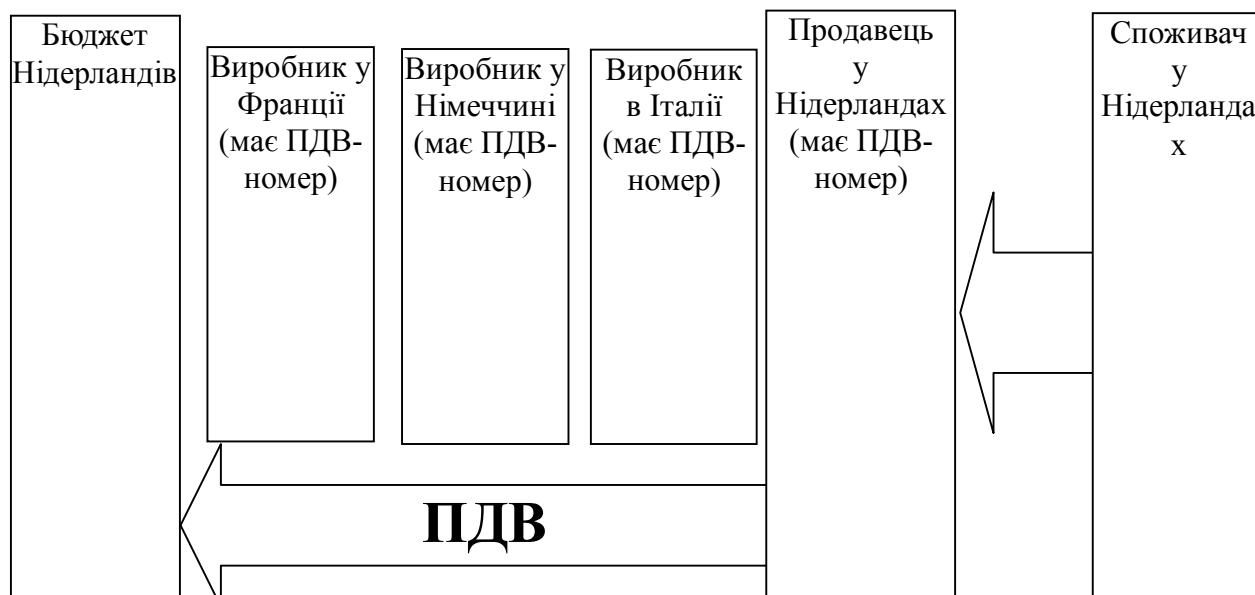 Бюджет
Нідерландів
Виробник у
Франції
(має ПДВ-
номер)
Виробник у
Німеччині
(має ПДВ-
номер)
Виробник
в Італії
(має ПДВ-
номер)
Продавець
у
Нідерландах
(має ПДВ-
номер)
Споживач
у
Нідерланда
х
ПДВ